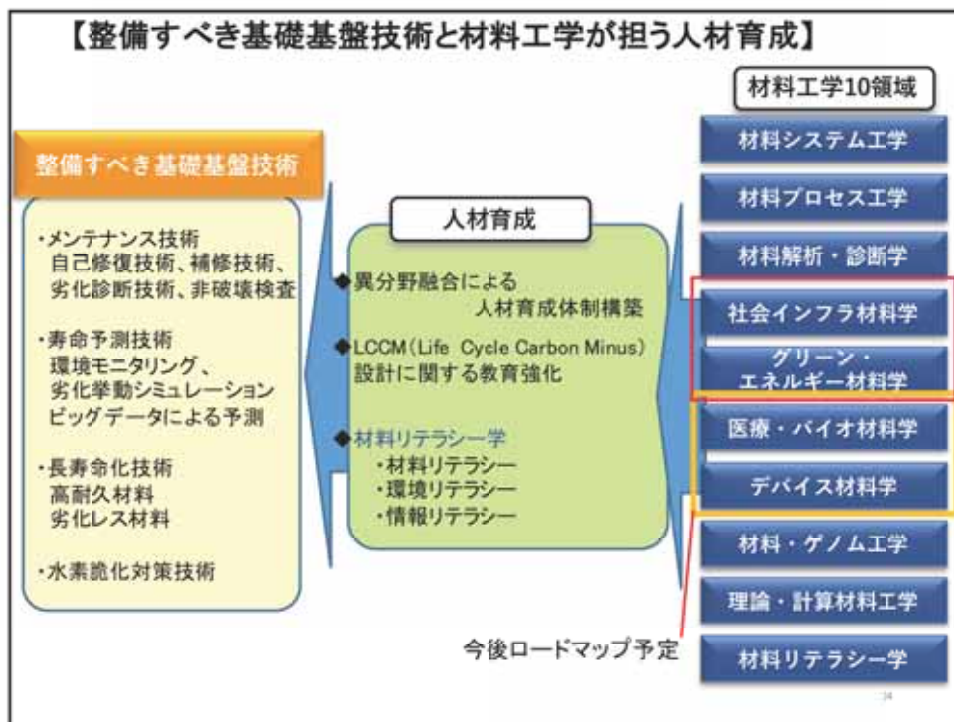 【整備すべき基礎基盤技術と材料工学が担う人材育成】
整備すべき基礎基盤技術
・メンテナンス技術
自己修復技術、補修技術、
劣化診断技術、非破壊検査
・寿命予測技術
環境モニタリング、
劣化挙動シミュレーション
ビッグデータによる予測
・長寿命化技術
高耐久材料
劣化レス材料
・水素脆化対策技術
人材育成
◆異分野融合による
人材育成体制構築
◆LCCM(Life Cycle Carbon Minus)
設計に関する教育強化
◆材料リテラシー学
・材料リテラシー
・環境リテラシー
・情報リテラシー
材料工学10領域
材料システム工学
材料プロセス工学
材料解析・診断学
社会インフラ材料学
グリーン・
エネルギー材料学
医療・バイオ材料学
デバイス材料学
材料・ゲノム工学
理論・計算材料工学
材料リテラシー学
今後ロードマップ予定